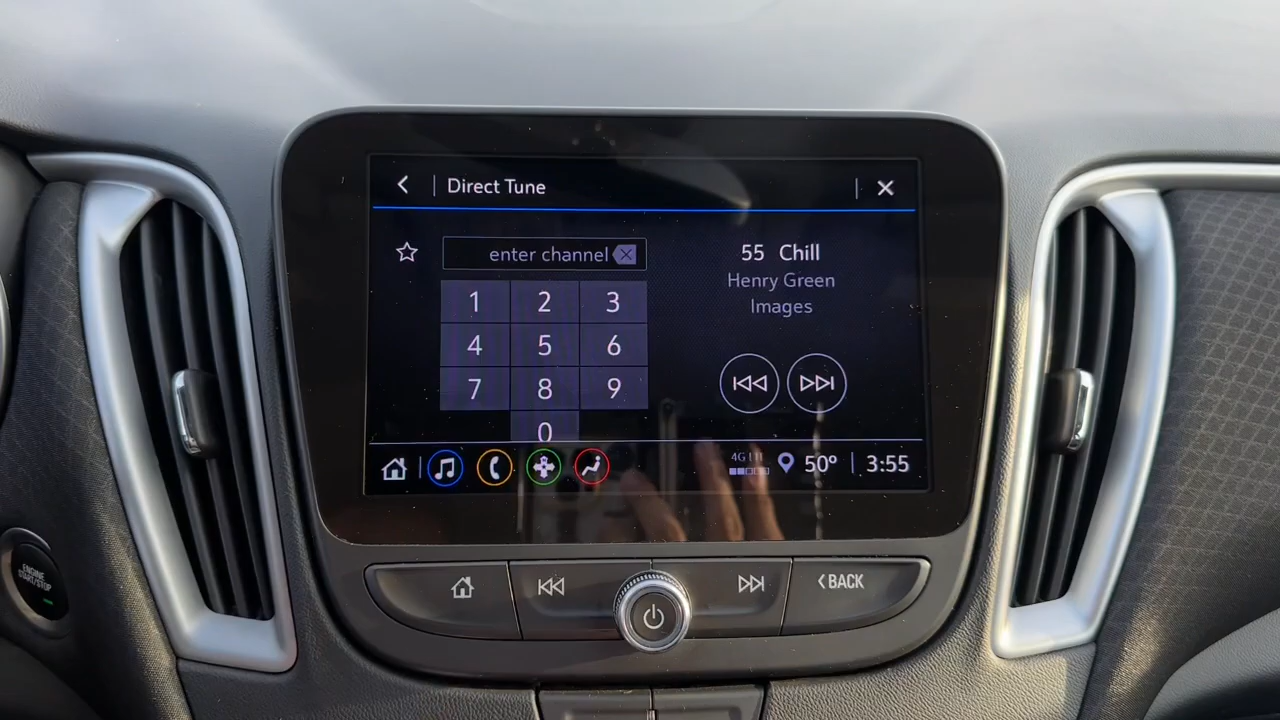 Direct Tune
enter channel
1 2 3
4 5 6
7 8 9
0
55 Chill
Henry Green
Images
4G LTE
50°
3:55
BACK
ENGINE
START/STOP